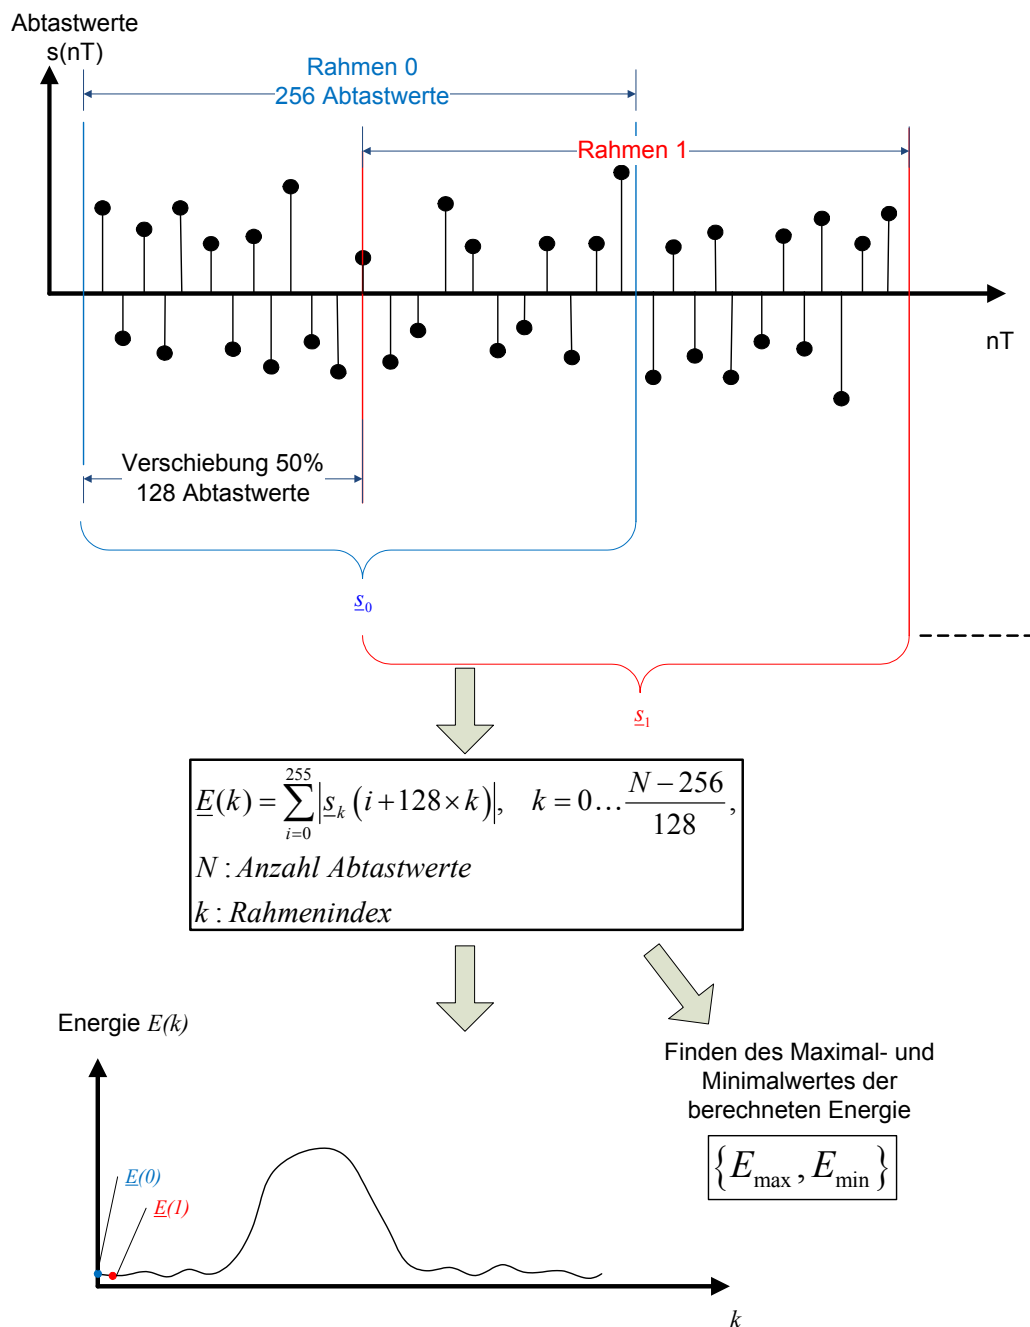 Abtastwerte
s(nT)
Rahmen 0
256 Abtastwerte
Rahmen 1
nT
Verschiebung 50%
128 Abtastwerte
s₀
s₁
E(k) = ∑_{i=0}^{255} |s_k (i+128×k)|, k = 0…\frac{N−256}{128},
N : Anzahl Abtastwerte
k : Rahmenindex
Energie E(k)
Finden des Maximal- und
Minimalwertes der
berechneten Energie
{E_max, E_min}
E(0)
E(1)
k